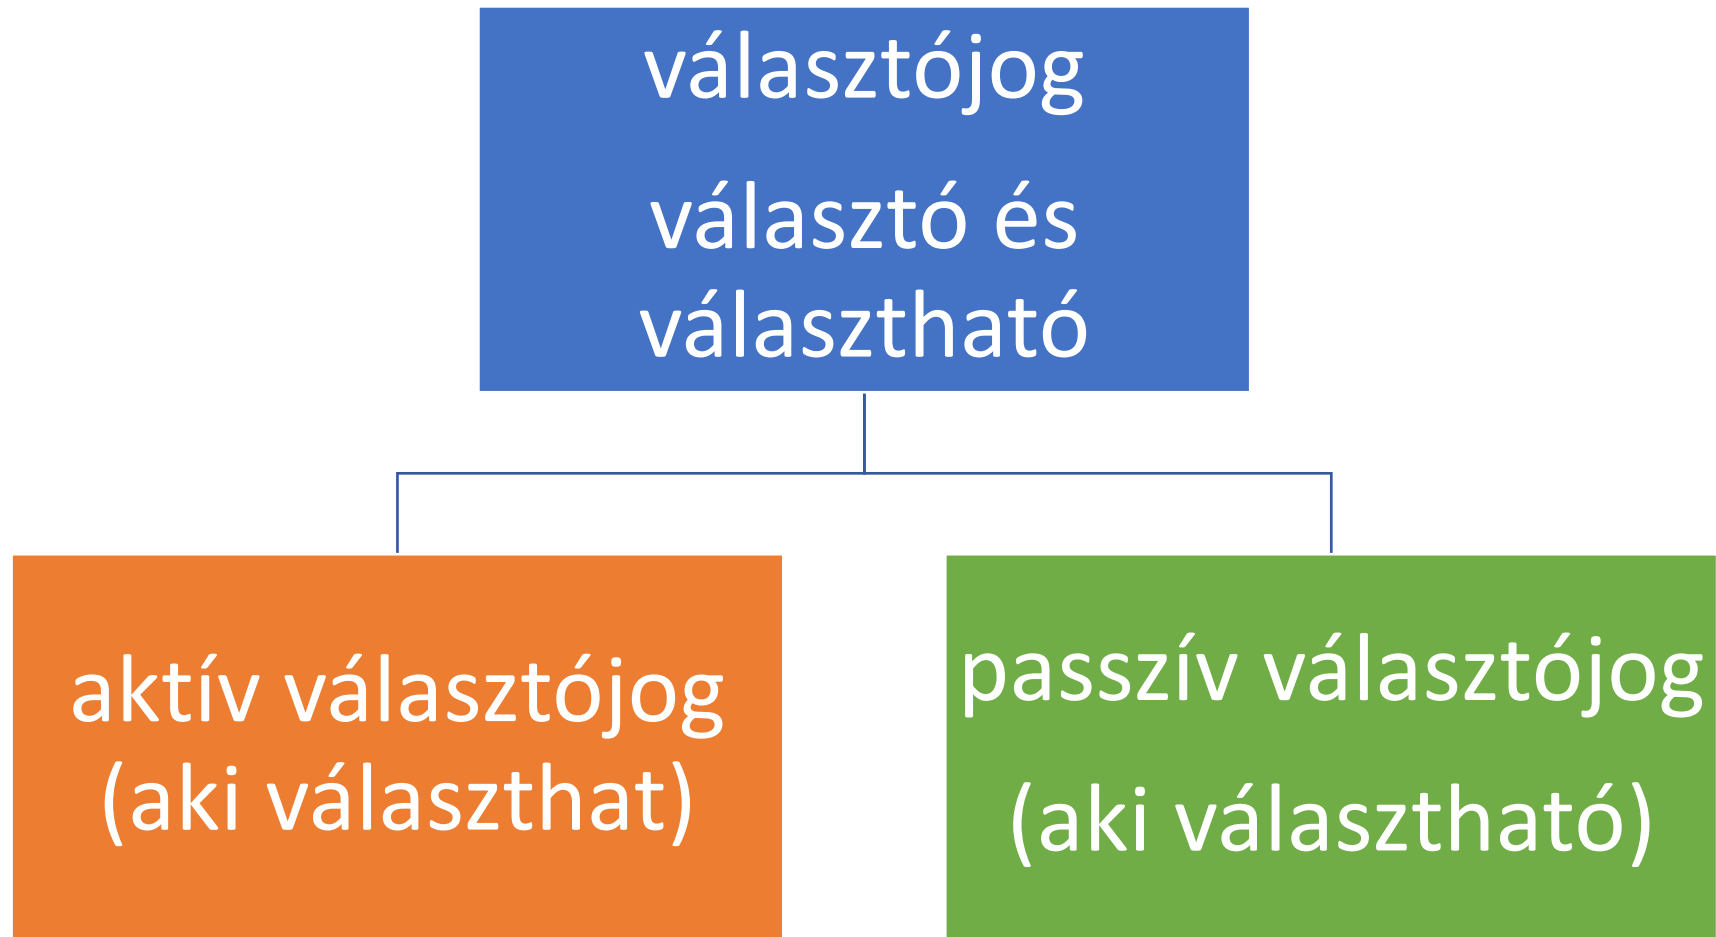 választójog
választó és
választható
aktív választójog
(aki választhat)
passzív választójog
(aki választható)